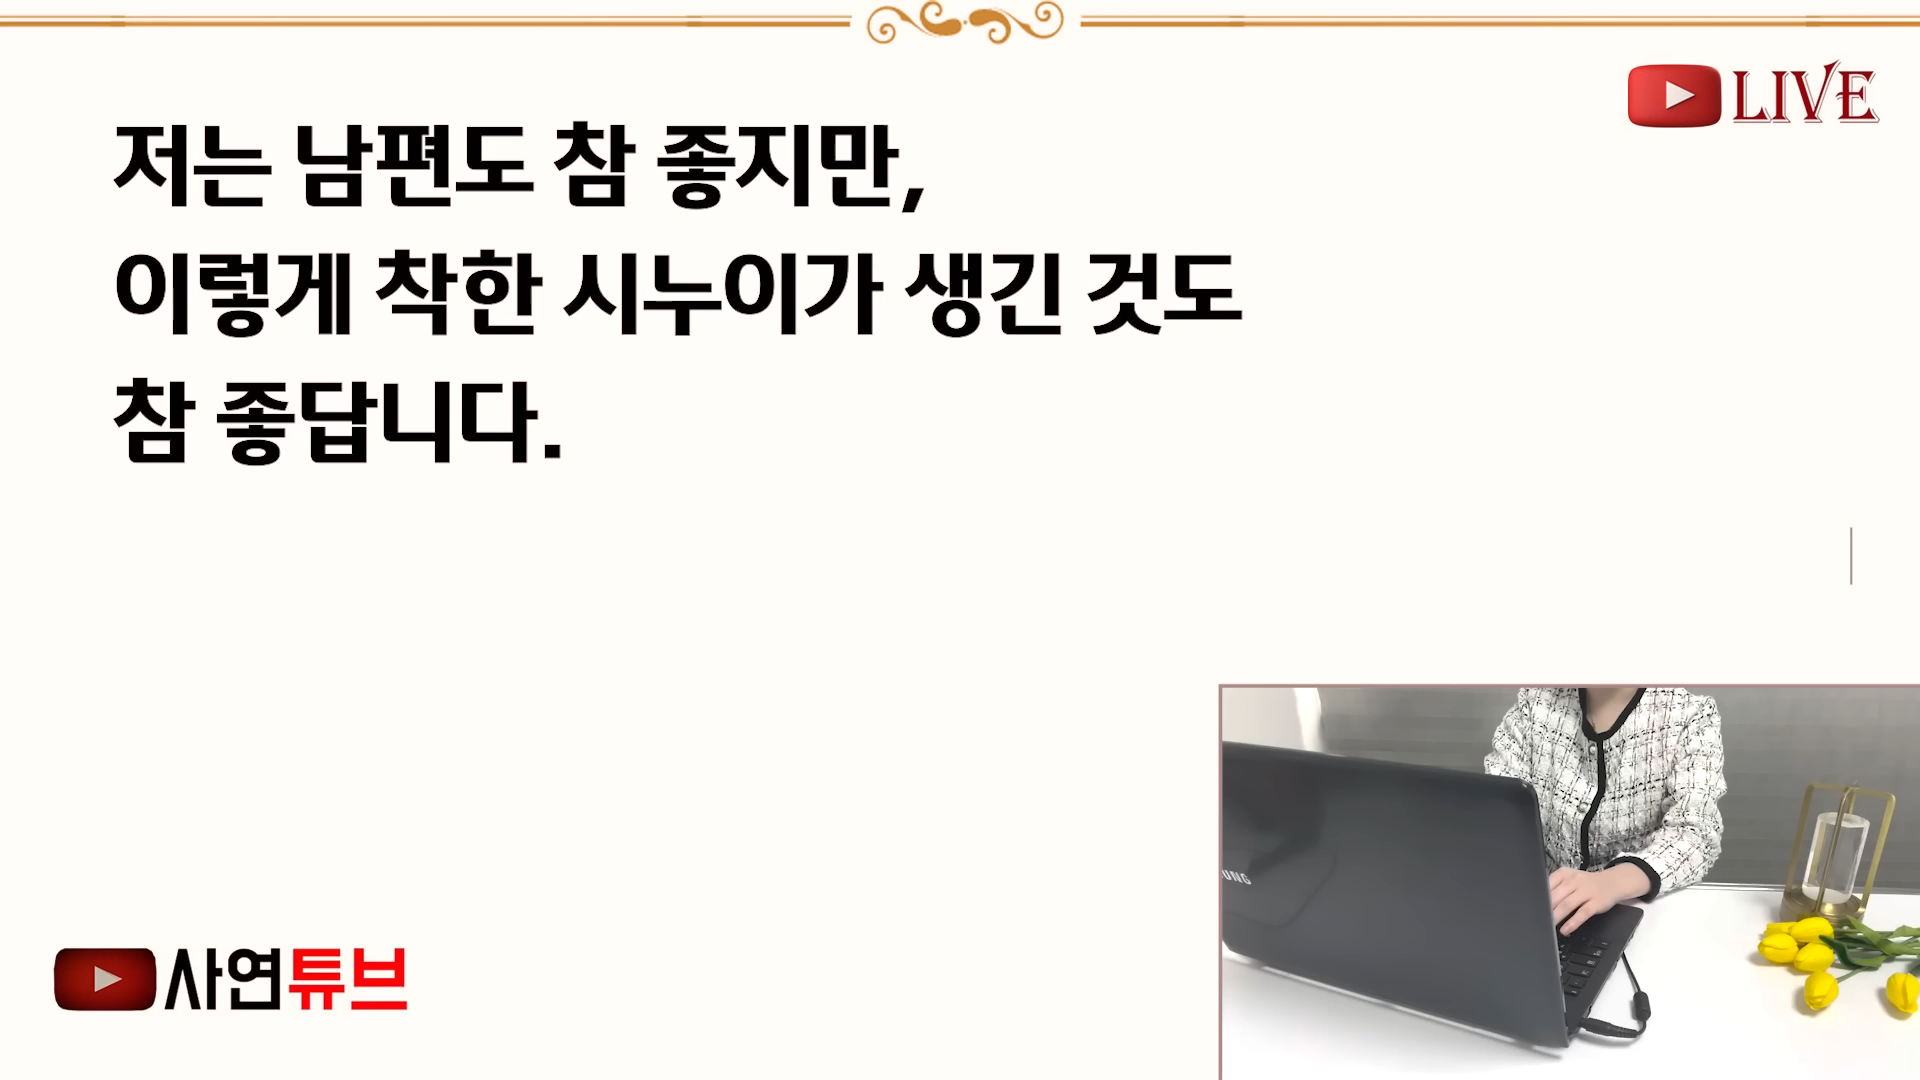 LIVE
저는 남편도 참 좋지만,
이렇게 착한 시누이가 생긴 것도
참 좋답니다.
UNG
사연튜브